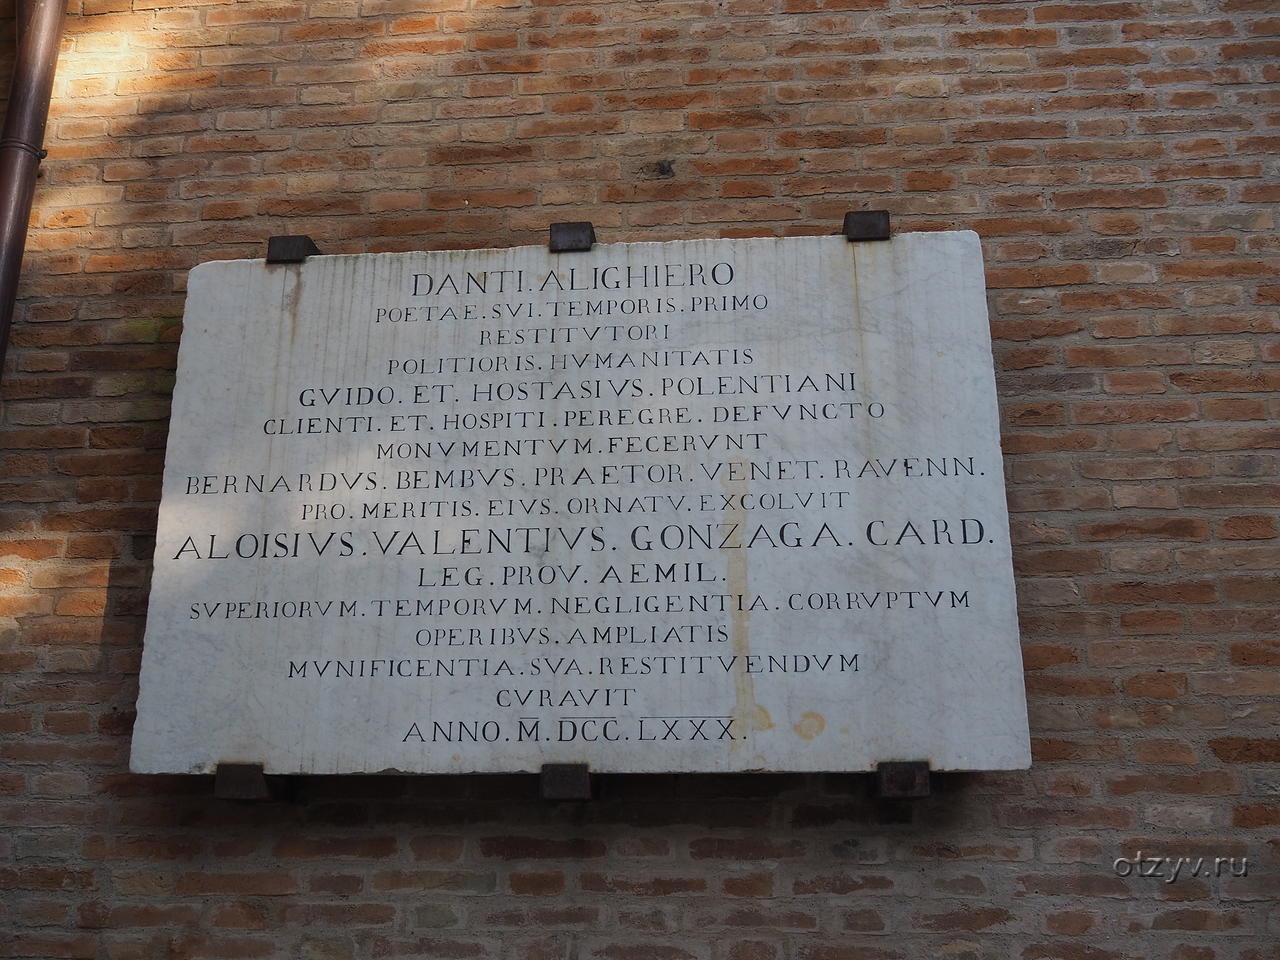 DANTI.ALIGHIERO
POETAE.SVI.TEMPORIS.PRIMO
RESTITVTORI
POLITIORIS.HVMANITATIS
GVIDO.ET.HOSTASIVS.POLENTIANI
CLIENTI.ET.HOSPITI.PEREGRE.DEFVNCTO
MONVMENTVM.FECERVNT
BERNARDVS.BEMBVS.PRAETOR.VENET.RAVENN.
PRO.MERITIS.EIVS.ORNATV.EXCOLVIT
ALOISIVS.VALENTIVS.GONZAGA.CARD.
LEG.PROV.AEMIL.
SVPERIORVM.TEMPORVM.NEGLIGENTIA.CORRVPTVM
OPERIBVS.AMPLIATIS
MVNIFICENTIA.SVA.RESTITVENDVM
CVRAVIT
ANNO.M̅.D̅C̅C̅.L̅X̅X̅X̅.
otzyv.ru